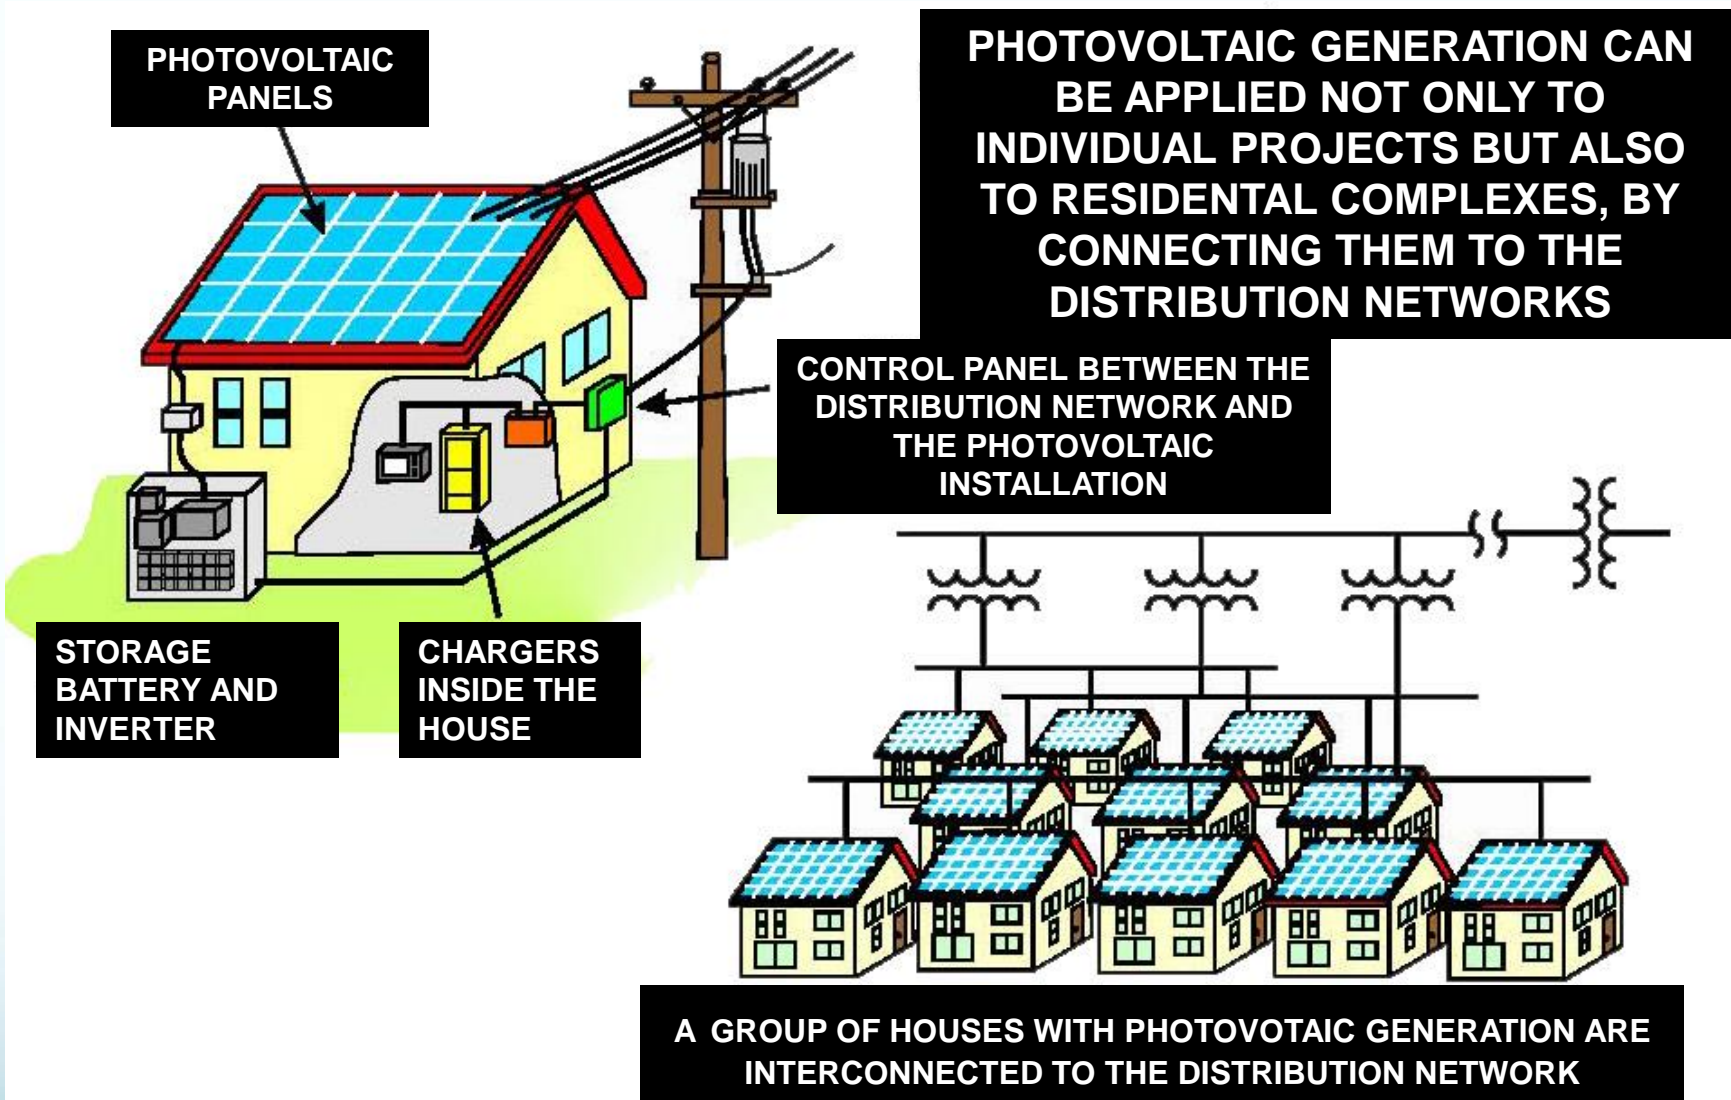 PHOTOVOLTAIC
PANELS
PHOTOVOLTAIC GENERATION CAN
BE APPLIED NOT ONLY TO
INDIVIDUAL PROJECTS BUT ALSO
TO RESIDENTAL COMPLEXES, BY
CONNECTING THEM TO THE
DISTRIBUTION NETWORKS
CONTROL PANEL BETWEEN THE
DISTRIBUTION NETWORK AND
THE PHOTOVOLTAIC
INSTALLATION
STORAGE
BATTERY AND
INVERTER
CHARGERS
INSIDE THE
HOUSE
A GROUP OF HOUSES WITH PHOTOVOTAIC GENERATION ARE
INTERCONNECTED TO THE DISTRIBUTION NETWORK